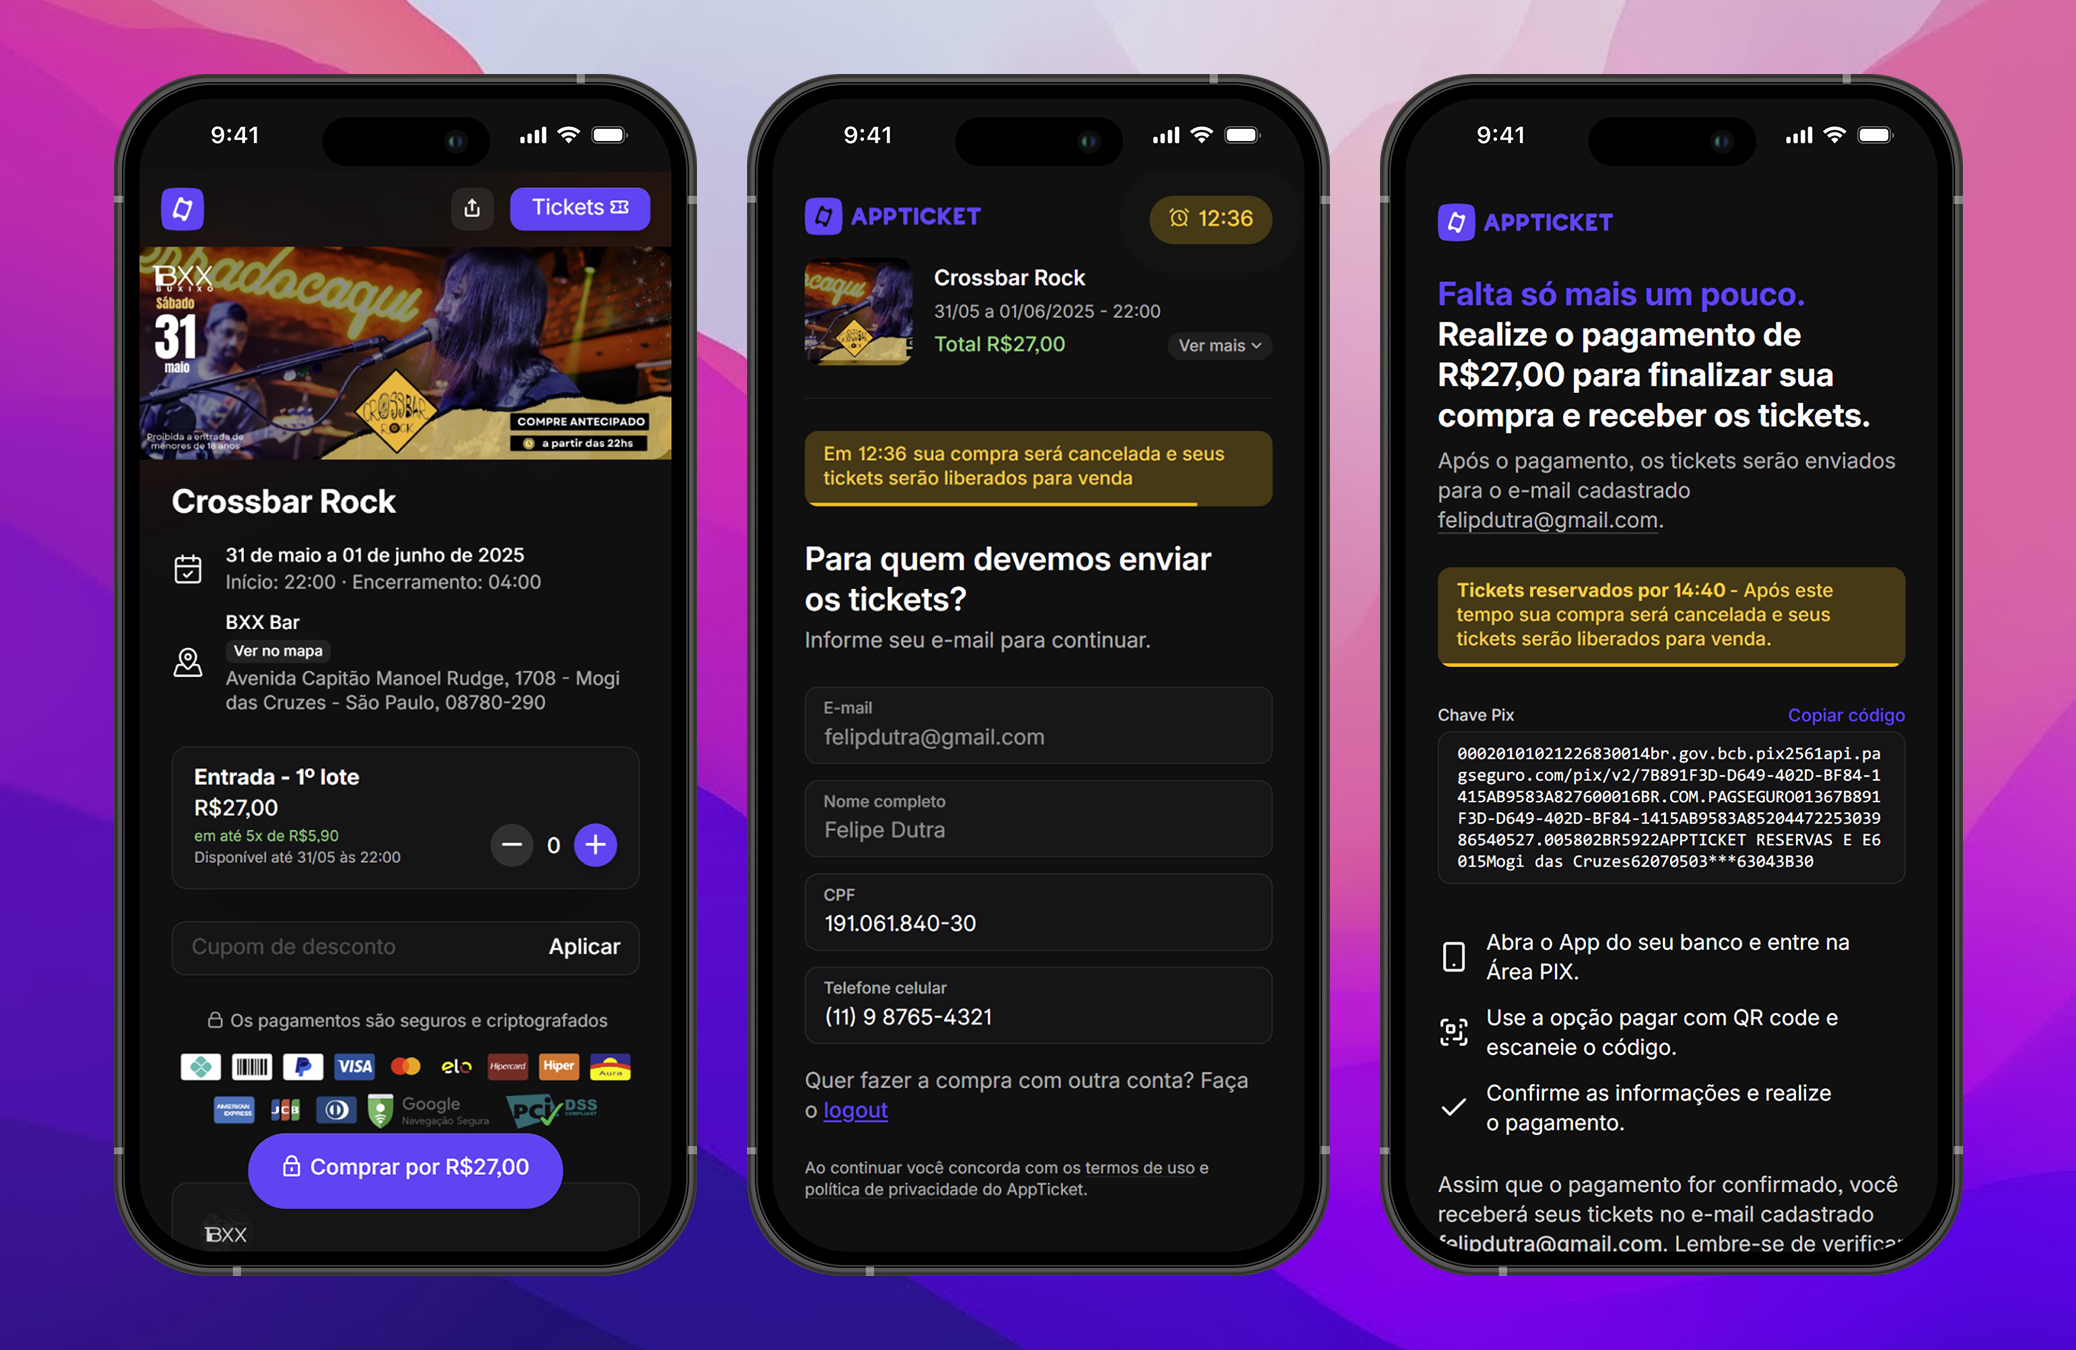 9:41
Tickets
erradocaqui
BXX
BUXIXO
Sábado
31
maio
Proibida a entrada de
menores de 18 anos
CROSSBAR
ROCK
COMPRE ANTECIPADO
a partir das 22hs
Crossbar Rock
31 de maio a 01 de junho de 2025
Início: 22:00 · Encerramento: 04:00
BXX Bar
Ver no mapa
Avenida Capitão Manoel Rudge, 1708 - Mogi
das Cruzes - São Paulo, 08780-290
Entrada - 1º lote
R$27,00
em até 5x de R$5,90
Disponível até 31/05 às 22:00
0
Cupom de desconto
Aplicar
Os pagamentos são seguros e criptografados
VISA
elo
Hipercard
Hiper
Aura
AMERICAN
EXPRESS
JCB
Google
Navegação Segura
PCI DSS
COMPLIANT
Comprar por R$27,00
BXX
9:41
APPTICKET
12:36
Crossbar Rock
31/05 a 01/06/2025 - 22:00
Total R$27,00
Ver mais
Em 12:36 sua compra será cancelada e seus
tickets serão liberados para venda
Para quem devemos enviar
os tickets?
Informe seu e-mail para continuar.
E-mail
felipdutra@gmail.com
Nome completo
Felipe Dutra
CPF
191.061.840-30
Telefone celular
(11) 9 8765-4321
Quer fazer a compra com outra conta? Faça
o logout
Ao continuar você concorda com os termos de uso e
política de privacidade do AppTicket.
9:41
APPTICKET
Falta só mais um pouco.
Realize o pagamento de
R$27,00 para finalizar sua
compra e receber os tickets.
Após o pagamento, os tickets serão enviados
para o e-mail cadastrado
felipdutra@gmail.com.
Tickets reservados por 14:40 - Após este
tempo sua compra será cancelada e seus
tickets serão liberados para venda.
Chave Pix
Copiar código
00020101021226830014br.gov.bcb.pix2561api.pa
gseguro.com/pix/v2/7B891F3D-D649-402D-BF84-1
415AB9583A827600016BR.COM.PAGSEGURO01367B891
F3D-D649-402D-BF84-1415AB9583A85204472253039
86540527.005802BR5922APPTICKET RESERVAS E E6
015Mogi das Cruzes62070503***63043B30
Abra o App do seu banco e entre na
Área PIX.
Use a opção pagar com QR code e
escaneie o código.
Confirme as informações e realize
o pagamento.
Assim que o pagamento for confirmado, você
receberá seus tickets no e-mail cadastrado
felipdutra@gmail.com. Lembre-se de verificar